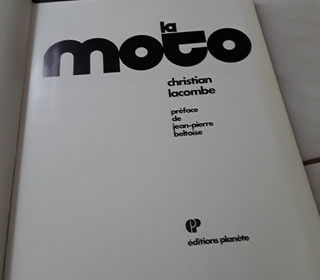 la
moto
christian
lacombe
préface
de
jean-pierre
beltoise
éditions planète